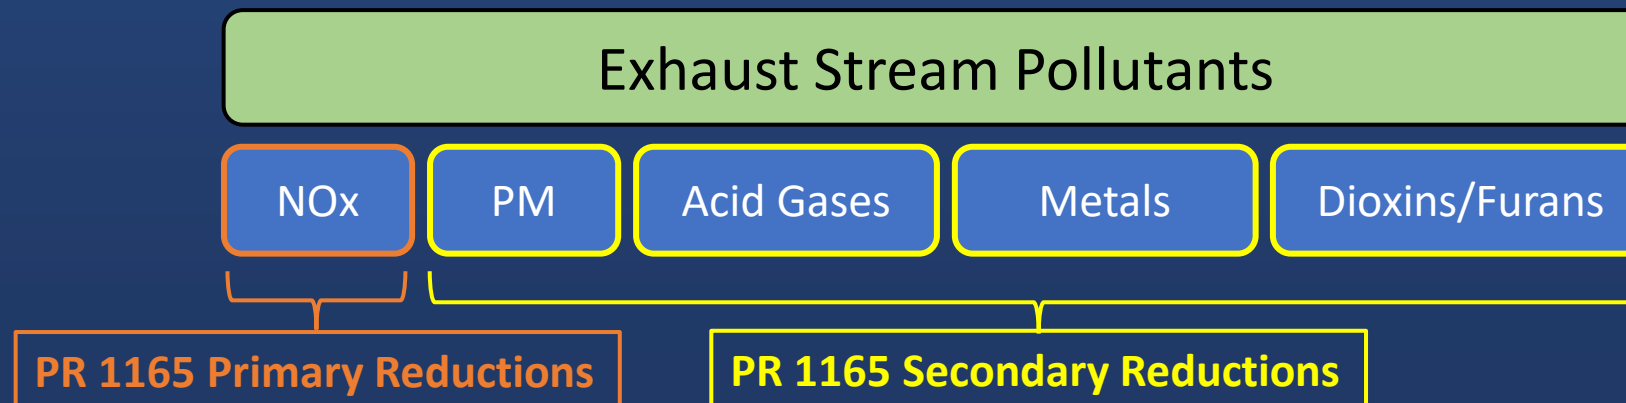 Exhaust Stream Pollutants
NOx
PM
Acid Gases
Metals
Dioxins/Furans
PR 1165 Primary Reductions
PR 1165 Secondary Reductions